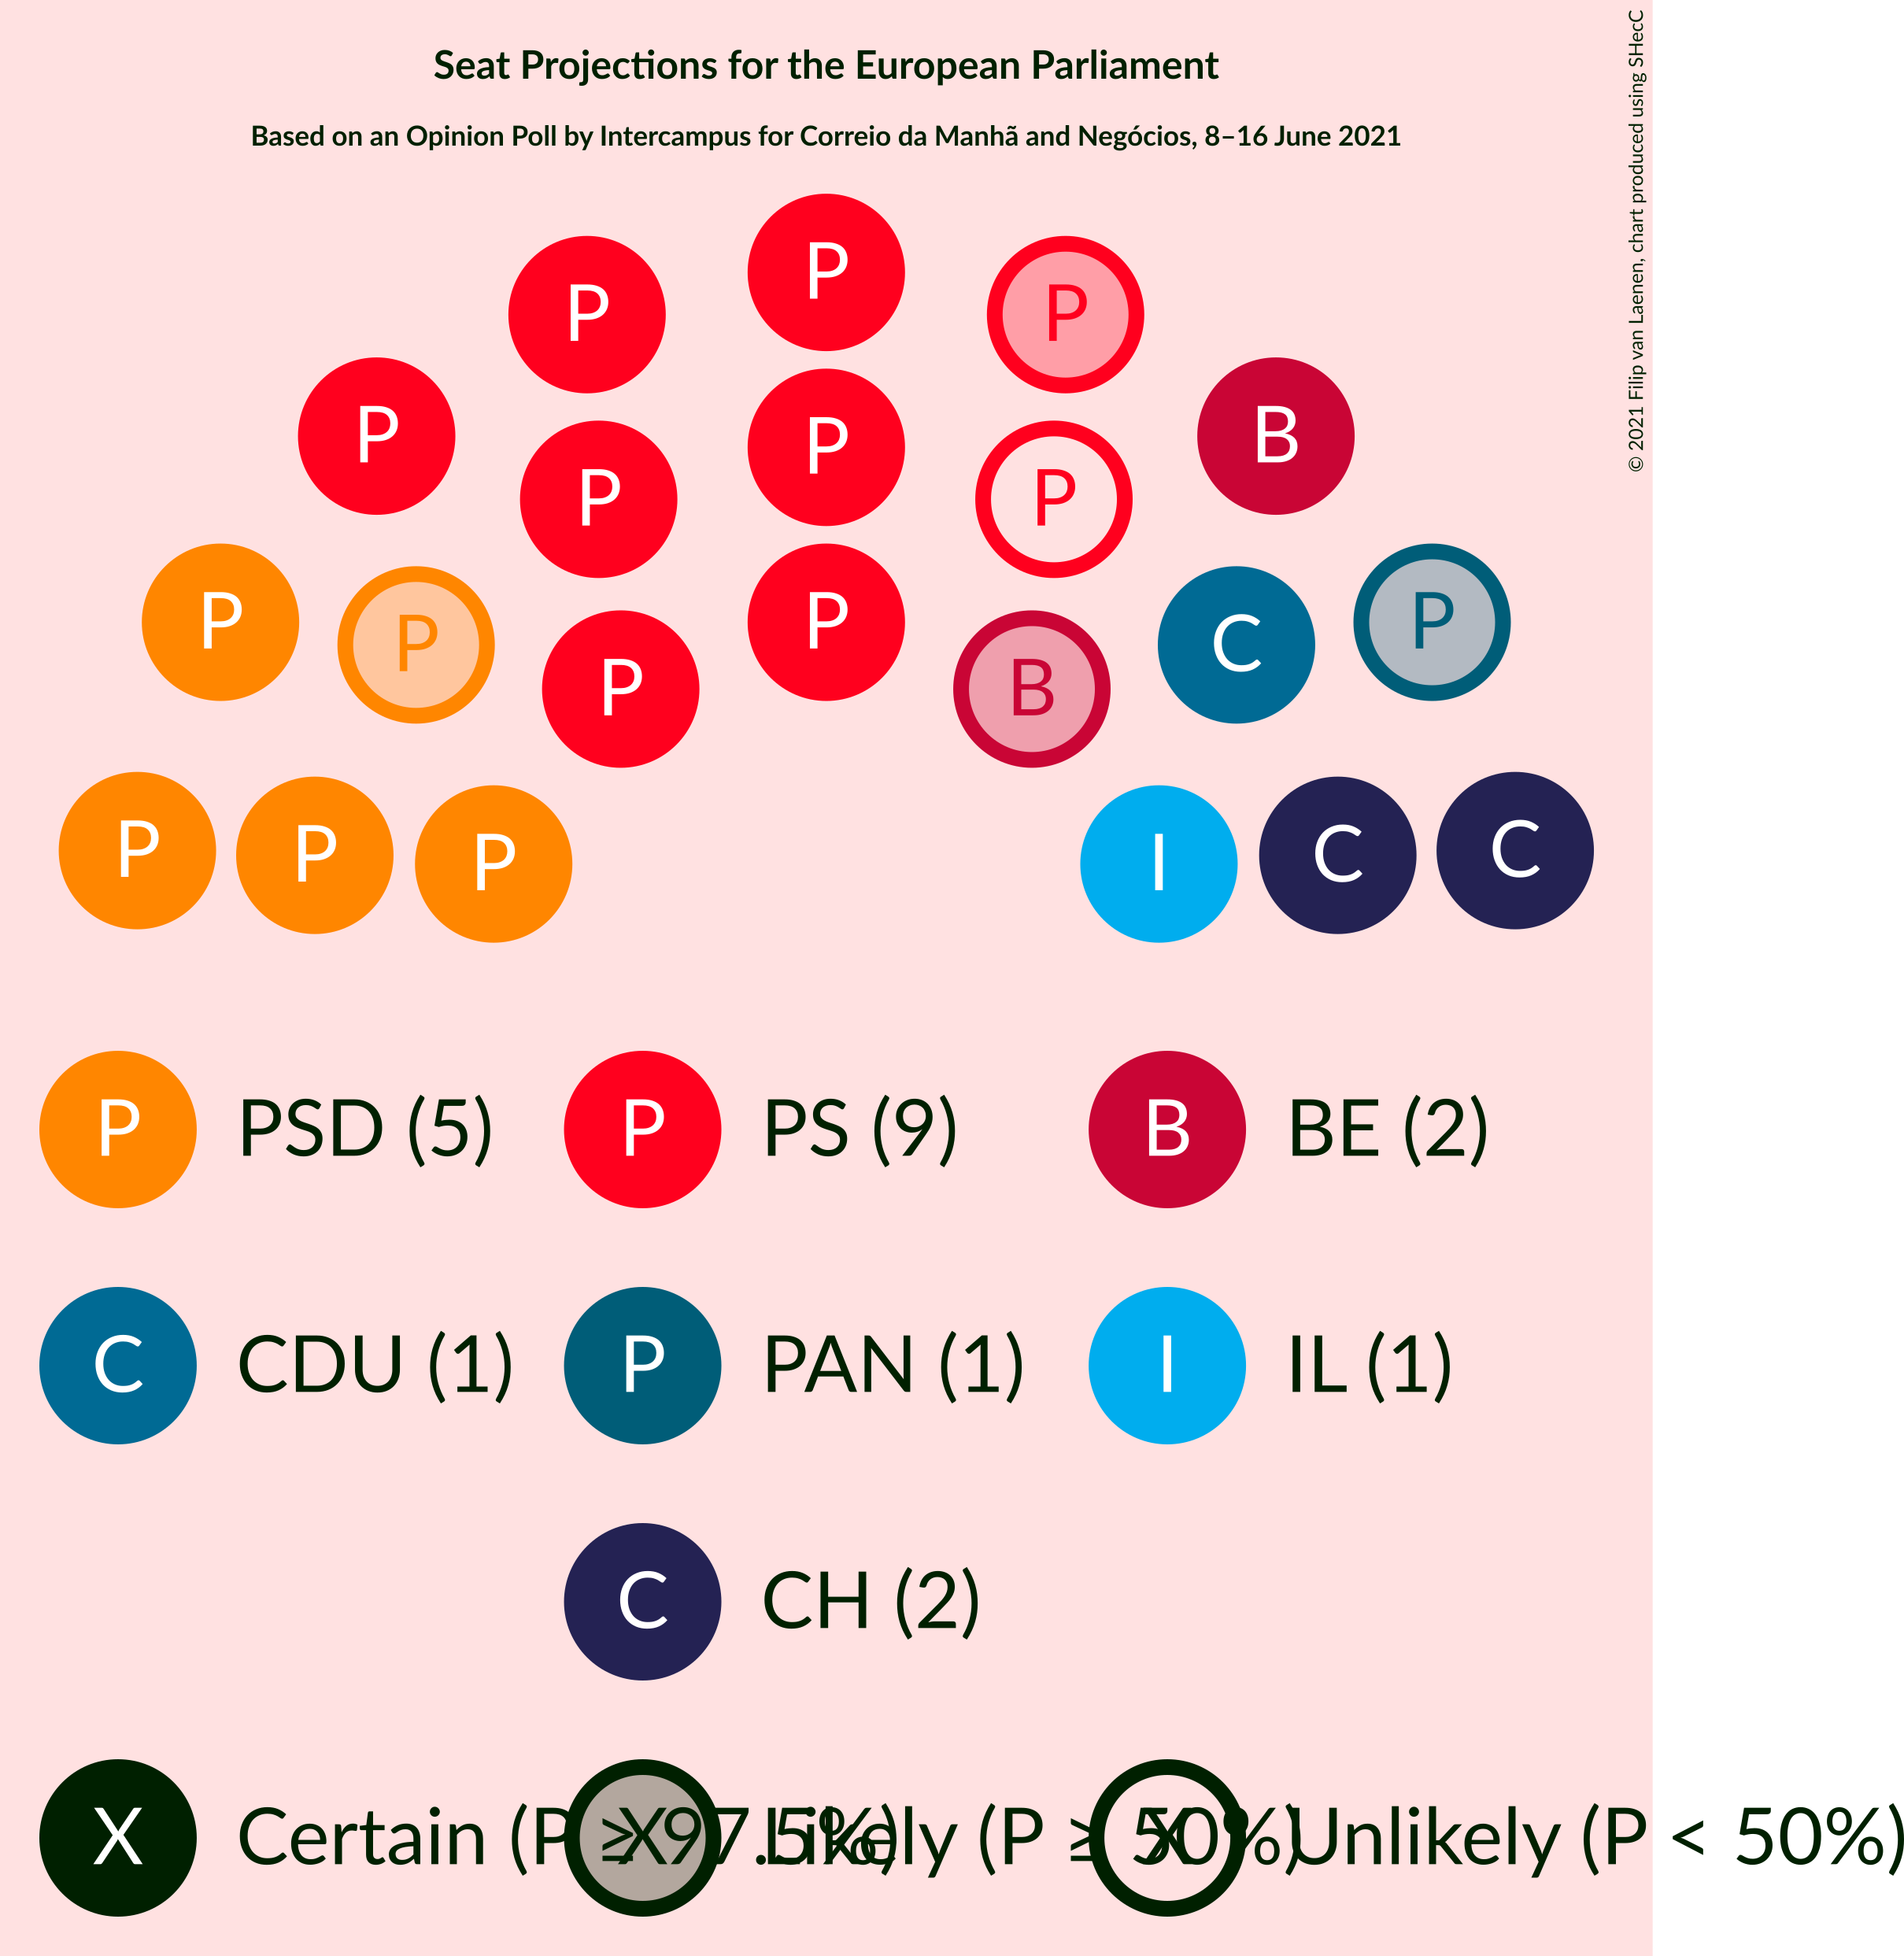 Seat Projections for the European Parliament
Based on an Opinion Poll by Intercampus for Correio da Manhã and Negócios, 8–16 June 2021
© 2021 Filip van Laenen, chart produced using SHecC
P
P P
P B
P
P P
P P
P P
P C
P B
P P P I C C
P PSD (5) P PS (9) B BE (2)
C CDU (1) P PAN (1) I IL (1)
C CH (2)
X Certain (P ≥ 97.5%) X Likely (P ≥ 50%) X Unlikely (P < 50%)